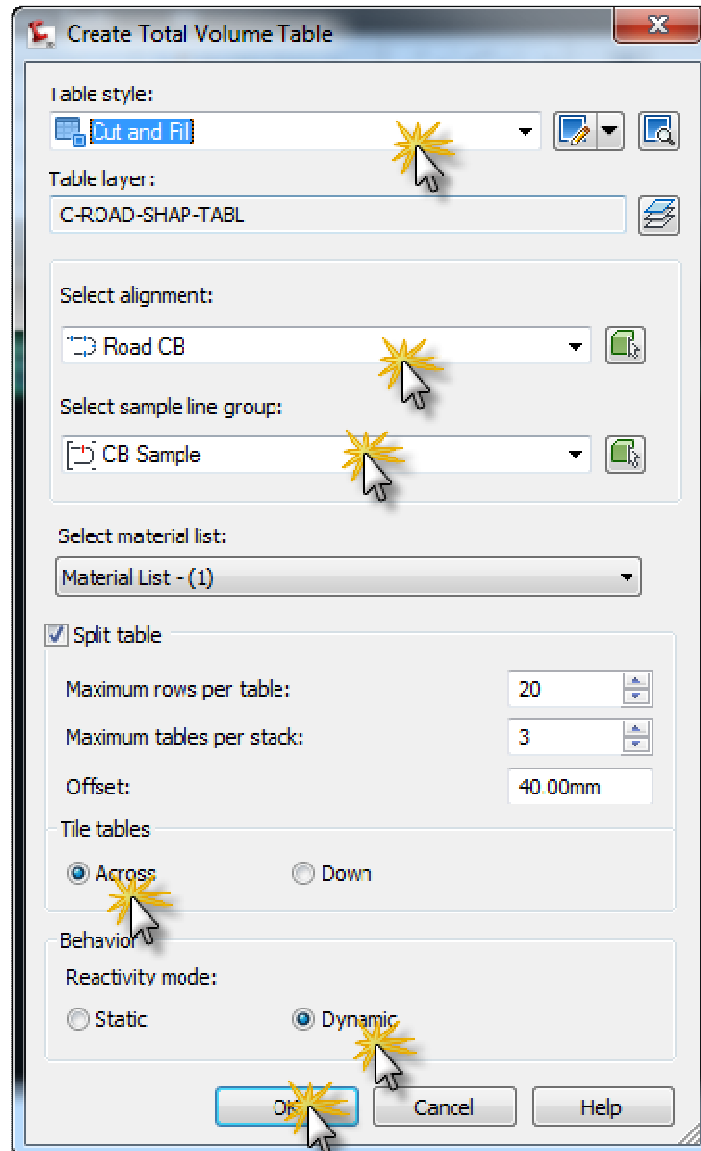 Create Total Volume Table
Table style:
Cut and Fill
Table layer:
C-ROAD-SHAP-TABL
Select alignment:
Road CB
Select sample line group:
CB Sample
Select material list:
Material List - (1)
Split table
Maximum rows per table: 20
Maximum tables per stack: 3
Offset: 40.00mm
Tile tables
Across Down
Behavior
Reactivity mode:
Static Dynamic
OK Cancel Help